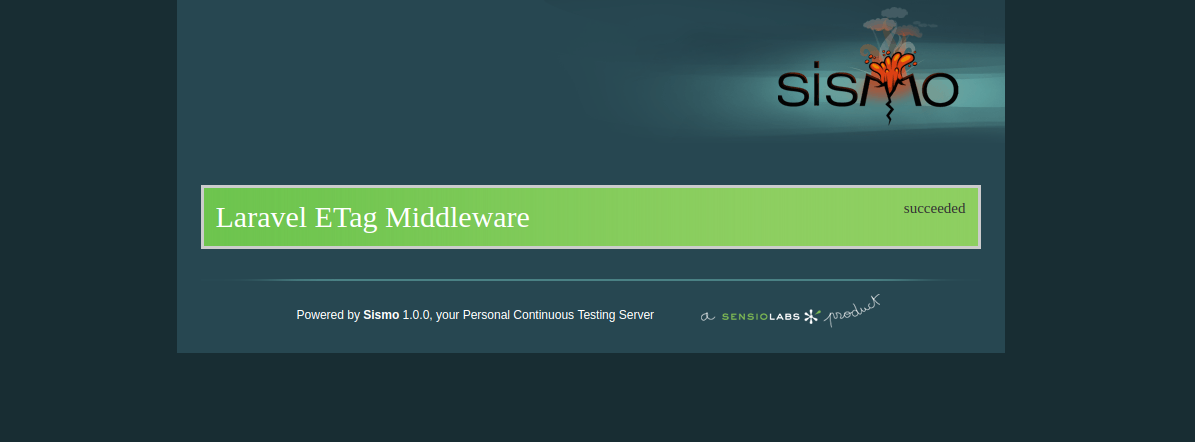 sismo
Laravel ETag Middleware
succeeded
Powered by Sismo 1.0.0, your Personal Continuous Testing Server
a SENSIOLABS product